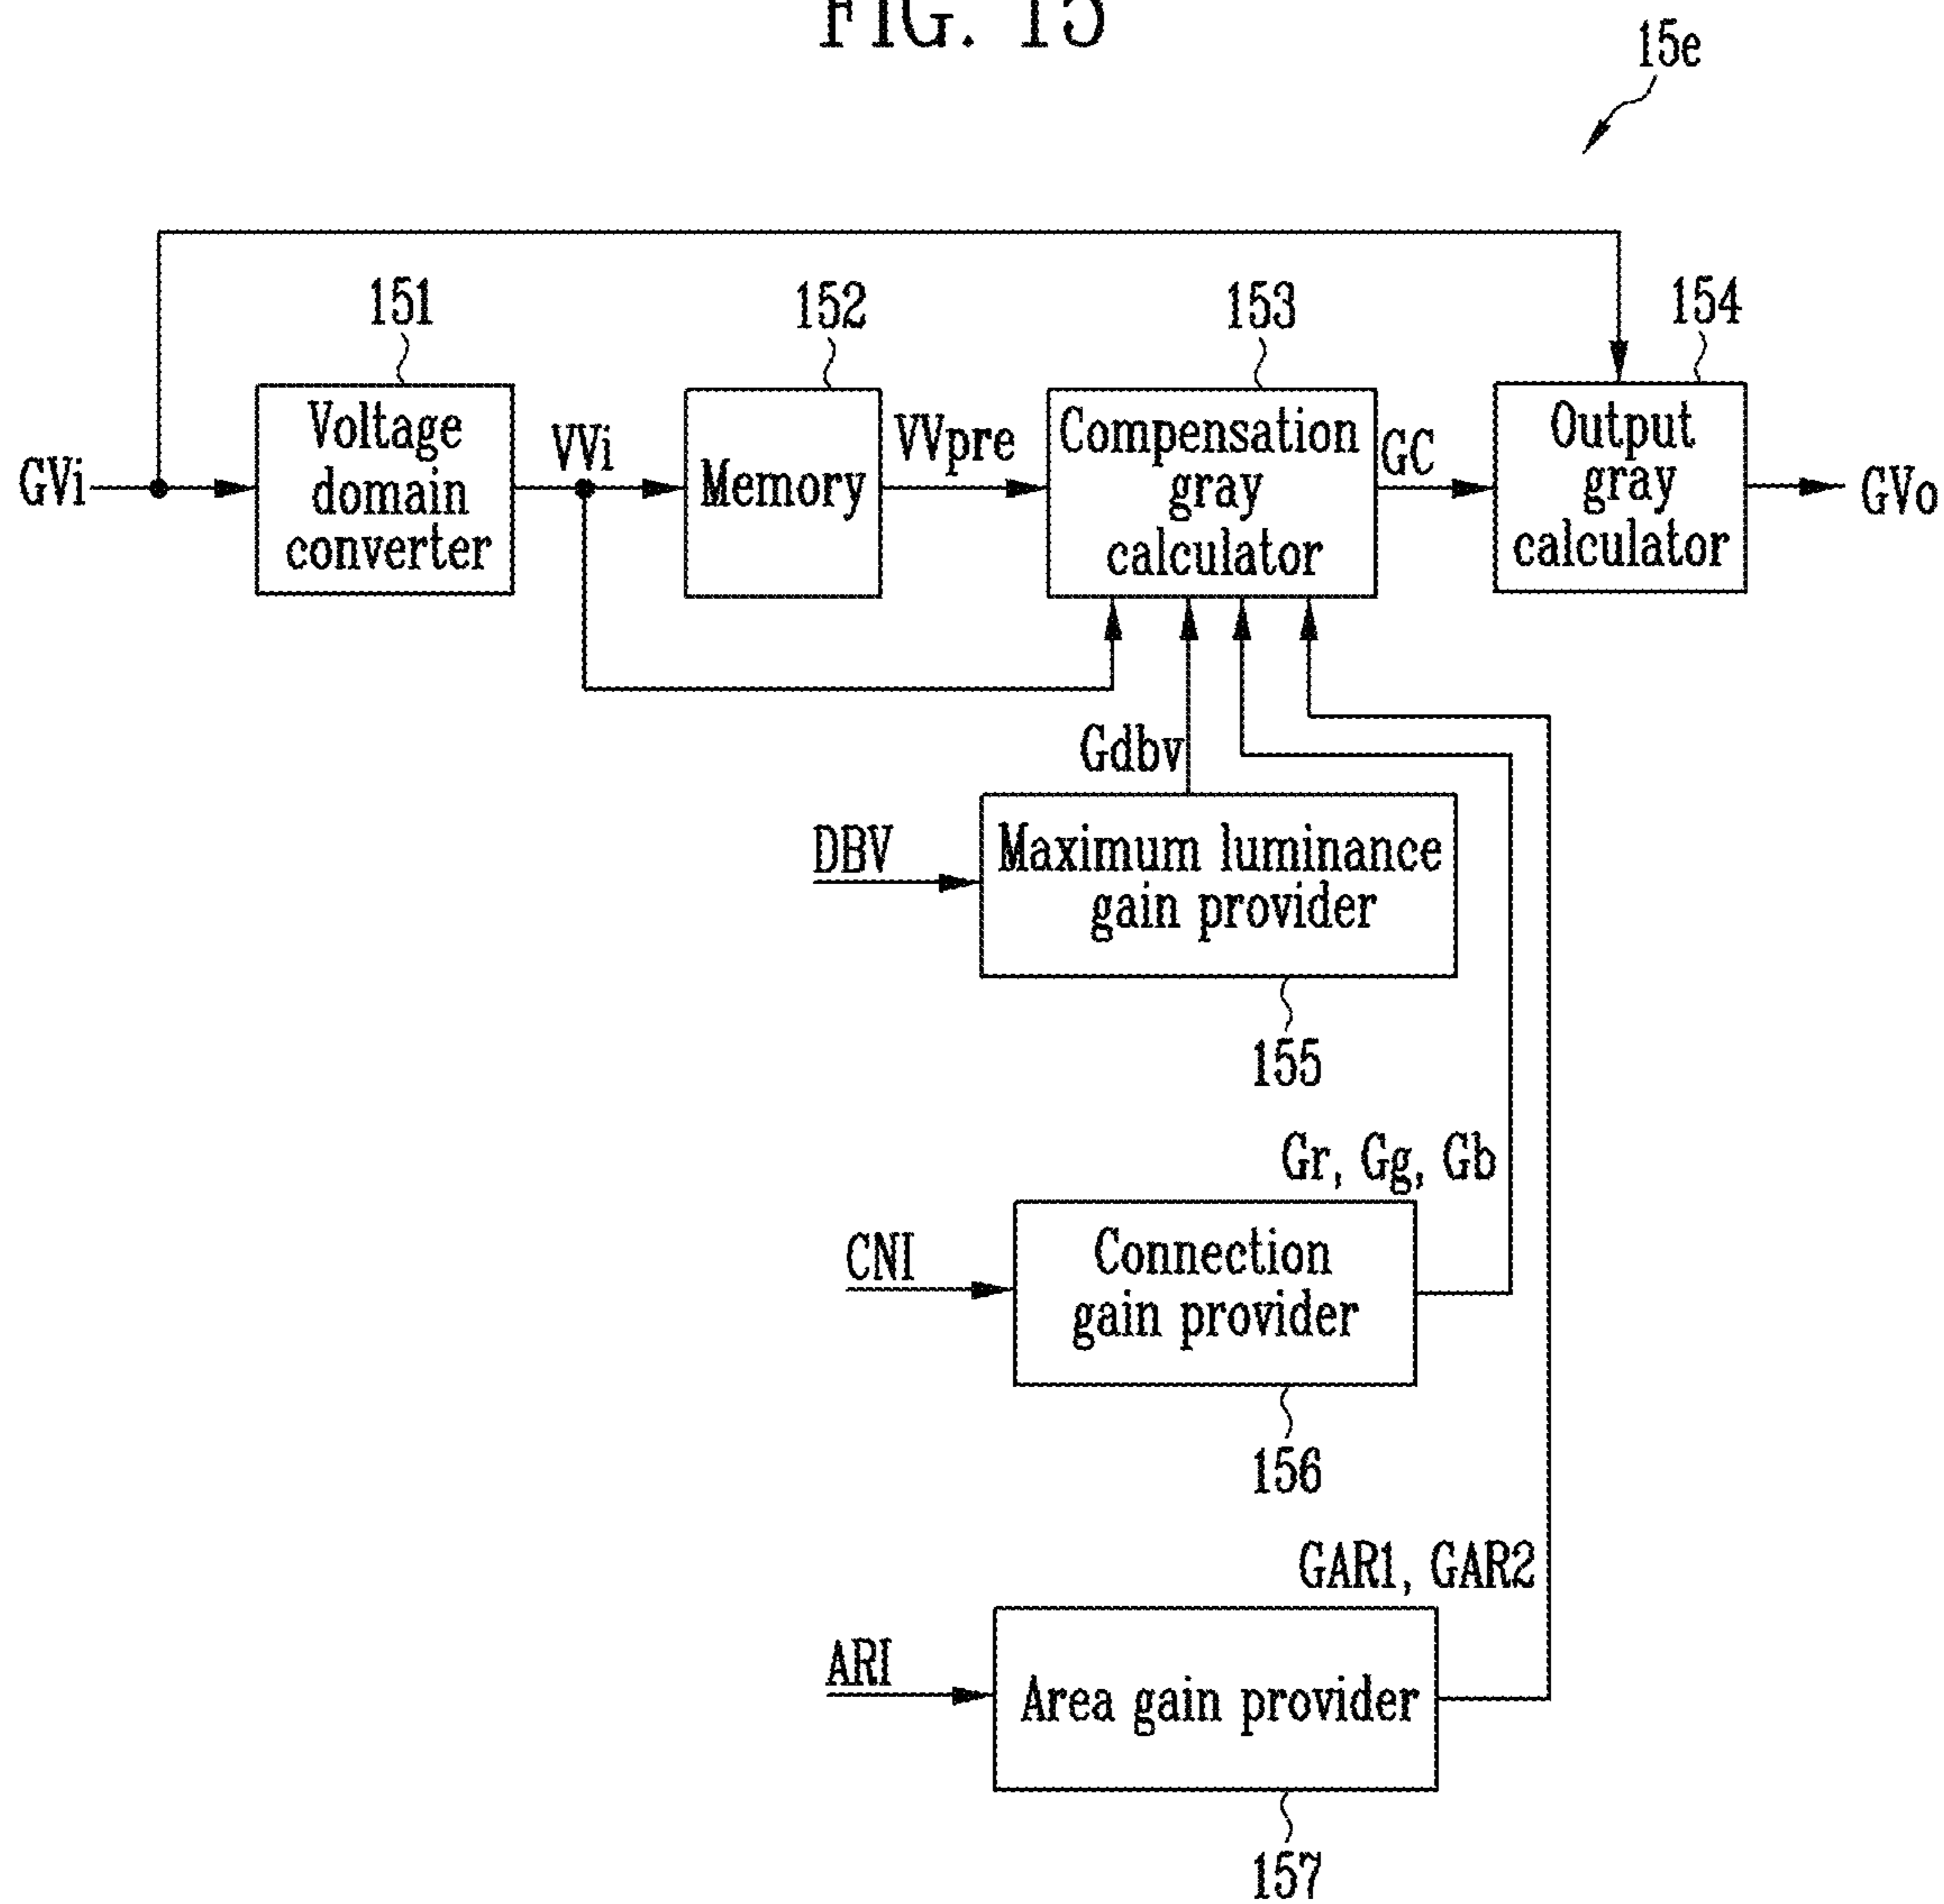 FIG. 15
15e
151
152
153
154
GVi
Voltage
domain
converter
VVi
Memory
VVpre
Compensation
gray
calculator
GC
Output
gray
calculator
GVo
Gdbv
DBV
Maximum luminance
gain provider
155
Gr, Gg, Gb
CNI
Connection
gain provider
156
GAR1, GAR2
ARI
Area gain provider
157